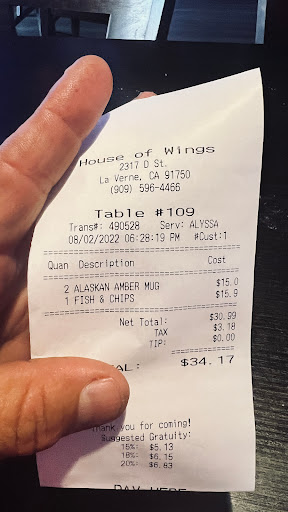 House of Wings
2317 D St.
La Verne, CA 91750
(909) 596-4466
Table #109
Trans#: 490528 Serv: ALYSSA
08/02/2022 06:28:19 PM #Cust:1
Quan Description Cost
2 ALASKAN AMBER MUG $15.0
1 FISH & CHIPS $15.9
Net Total: $30.99
TAX $3.18
TIP: $0.00
AL: $34.17
Thank you for coming!
Suggested Gratuity:
15%: $5.13
18%: $6.15
20%: $6.83
PAY HERE